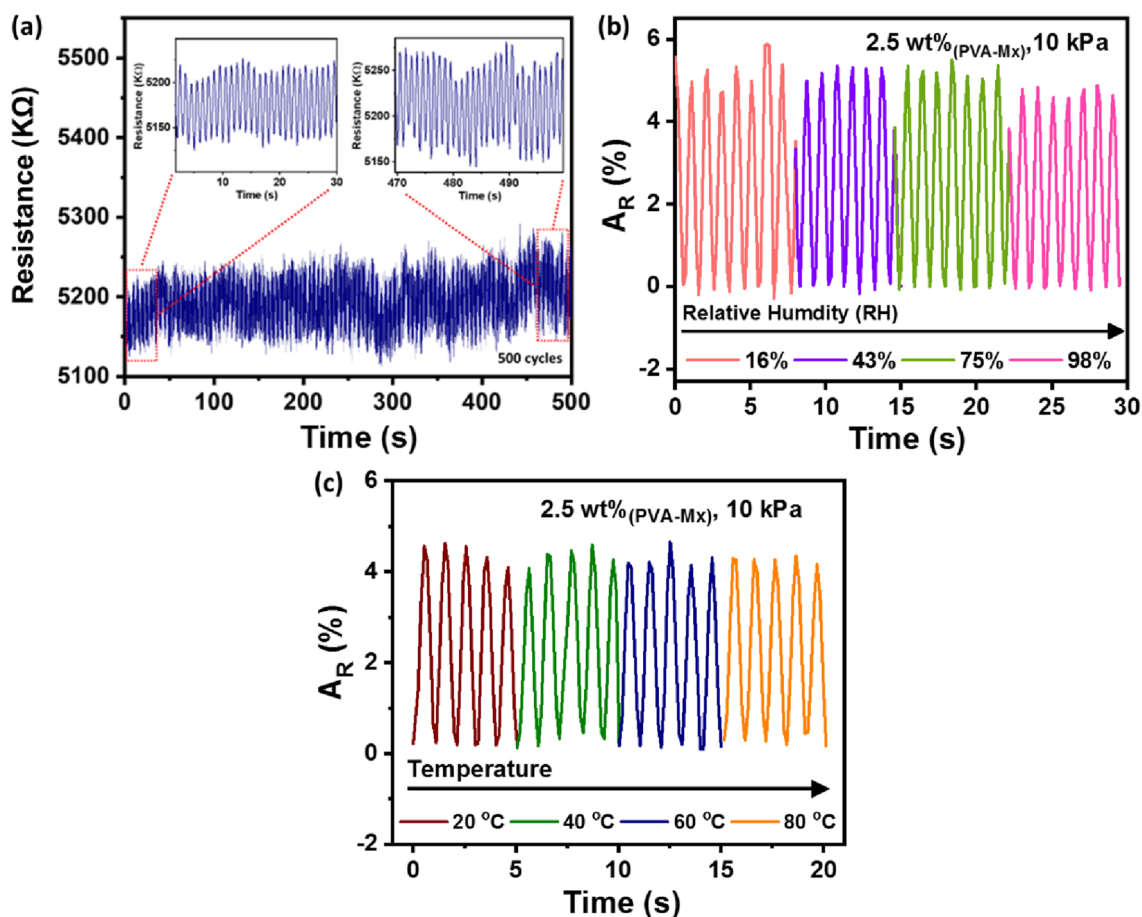 (a)
Resistance (KΩ)
5500
5400
5300
5200
5100
0 100 200 300 400 500
Time (s)
500 cycles
Resistance (KΩ)
5200
5150
10 20 30
Time (s)
Resistance (KΩ)
5250
5200
5150
470 480 490
Time (s)
(b)
2.5 wt%(PVA-Mx),10 kPa
A_R (%)
6
4
2
0
-2
Relative Humdity (RH)
16% 43% 75% 98%
0 5 10 15 20 25 30
Time (s)
(c)
2.5 wt%(PVA-Mx), 10 kPa
A_R (%)
6
4
2
0
-2
Temperature
20 °C 40 °C 60 °C 80 °C
0 5 10 15 20
Time (s)